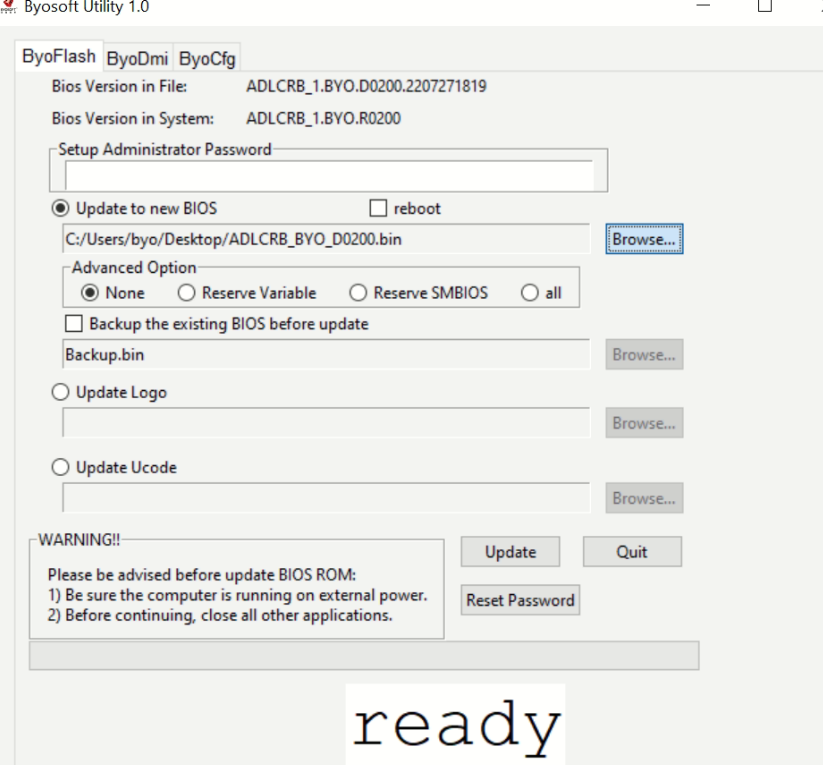 Byosoft Utility 1.0
ByoFlash ByoDmi ByoCfg
Bios Version in File: ADLCRB_1.BYO.D0200.2207271819
Bios Version in System: ADLCRB_1.BYO.R0200
Setup Administrator Password
Update to new BIOS reboot
C:/Users/byo/Desktop/ADLCRB_BYO_D0200.bin Browse...
Advanced Option
None Reserve Variable Reserve SMBIOS all
Backup the existing BIOS before update
Backup.bin Browse...
Update Logo
Browse...
Update Ucode
Browse...
WARNING!!
Please be advised before update BIOS ROM:
1) Be sure the computer is running on external power.
2) Before continuing, close all other applications.
Update Quit
Reset Password
ready